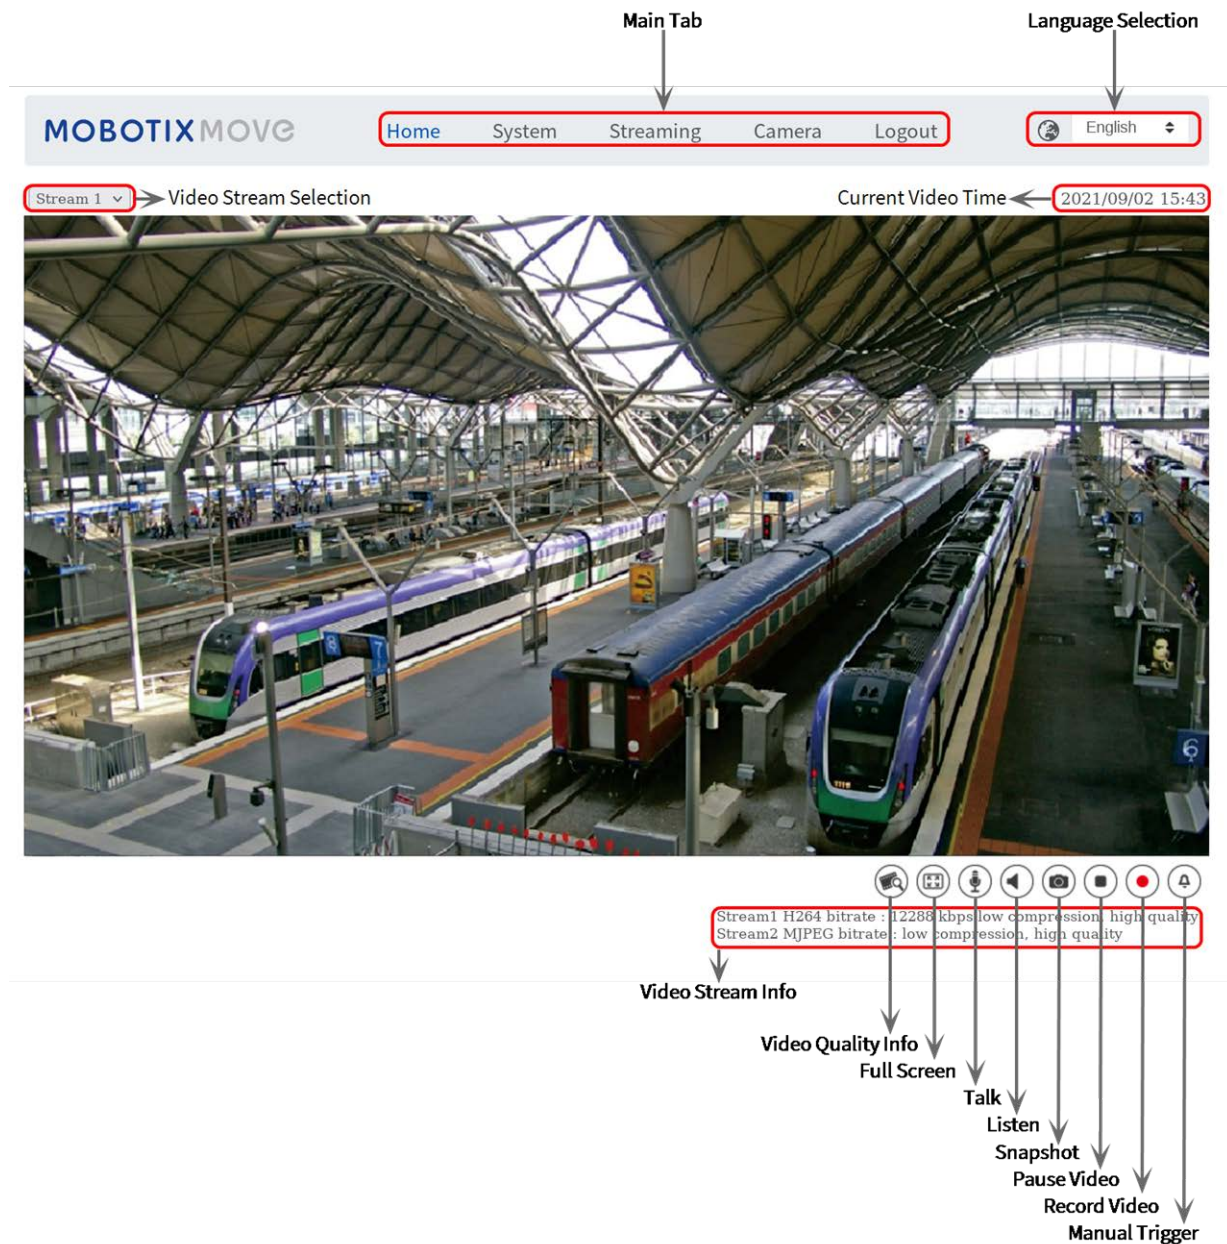 Main Tab
Language Selection
MOBOTIX MOVE
Home System Streaming Camera Logout
English
Stream 1
Video Stream Selection
Current Video Time
2021/09/02 15:43
7
6
Stream1 H264 bitrate : 12288 kbps low compression, high quality
Stream2 MJPEG bitrate : low compression, high quality
Video Stream Info
Video Quality Info
Full Screen
Talk
Listen
Snapshot
Pause Video
Record Video
Manual Trigger